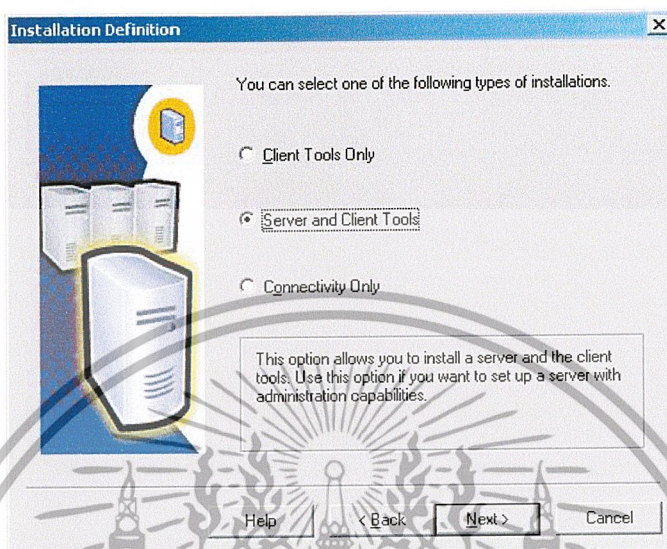 Installation Definition
You can select one of the following types of installations.
Client Tools Only
Server and Client Tools
Connectivity Only
This option allows you to install a server and the client
tools. Use this option if you want to set up a server with
administration capabilities.
Help
< Back
Next >
Cancel